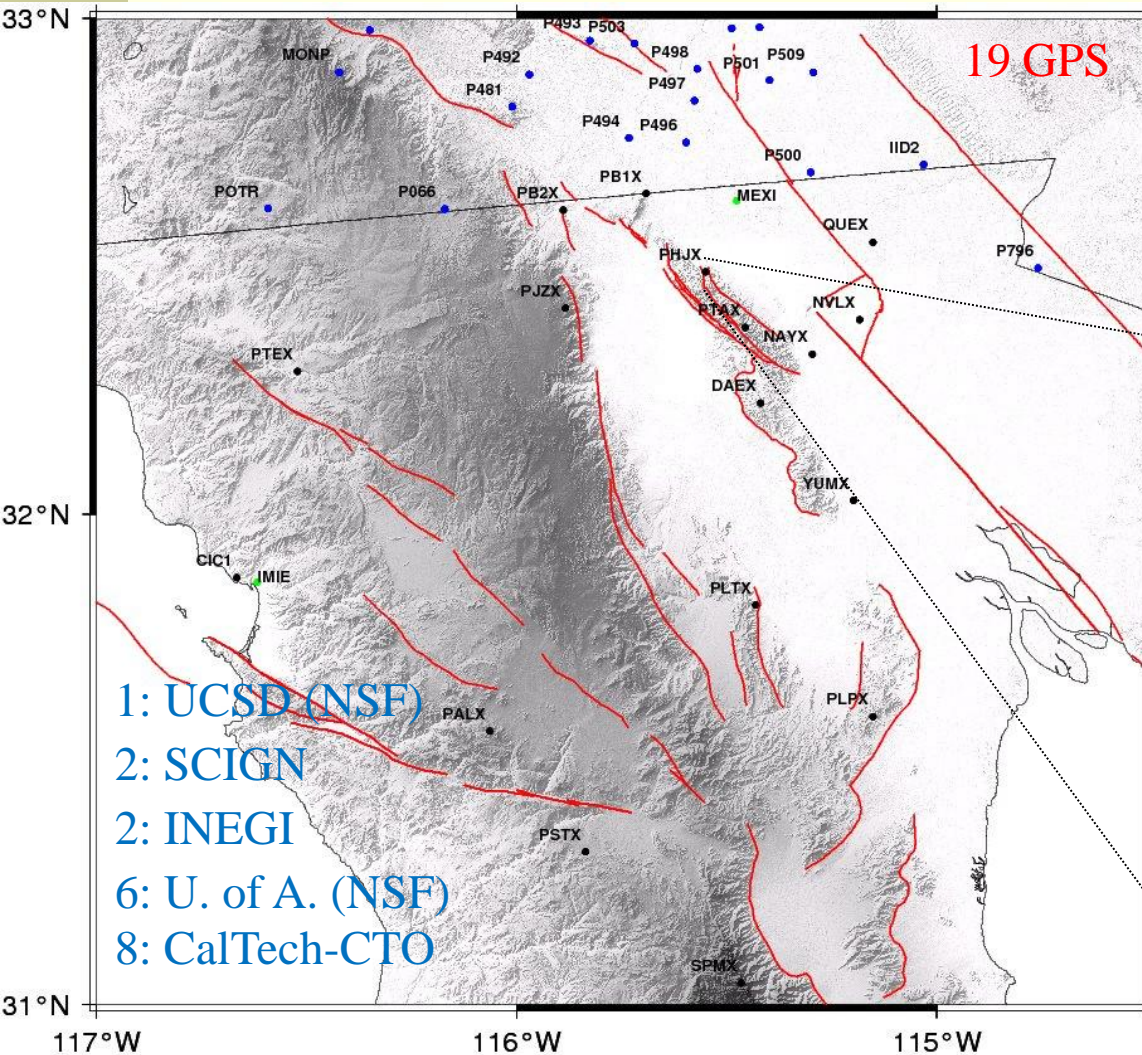 33°N
19 GPS
P493
P503
MONP
P492
P498
P501
P509
P497
P481
P494
P496
P500
IID2
PB1X
POTR
P066
PB2X
MEXI
QUEX
PHJX
P796
PJZX
PTAX
NVLX
NAYX
PTEX
DAEX
YUMX
32°N
CIC1
IMIE
PLTX
1: UCSD (NSF)
PALX
PLPX
2: SCIGN
2: INEGI
PSTX
6: U. of A. (NSF)
8: CalTech-CTO
SPMX
31°N
117°W
116°W
115°W